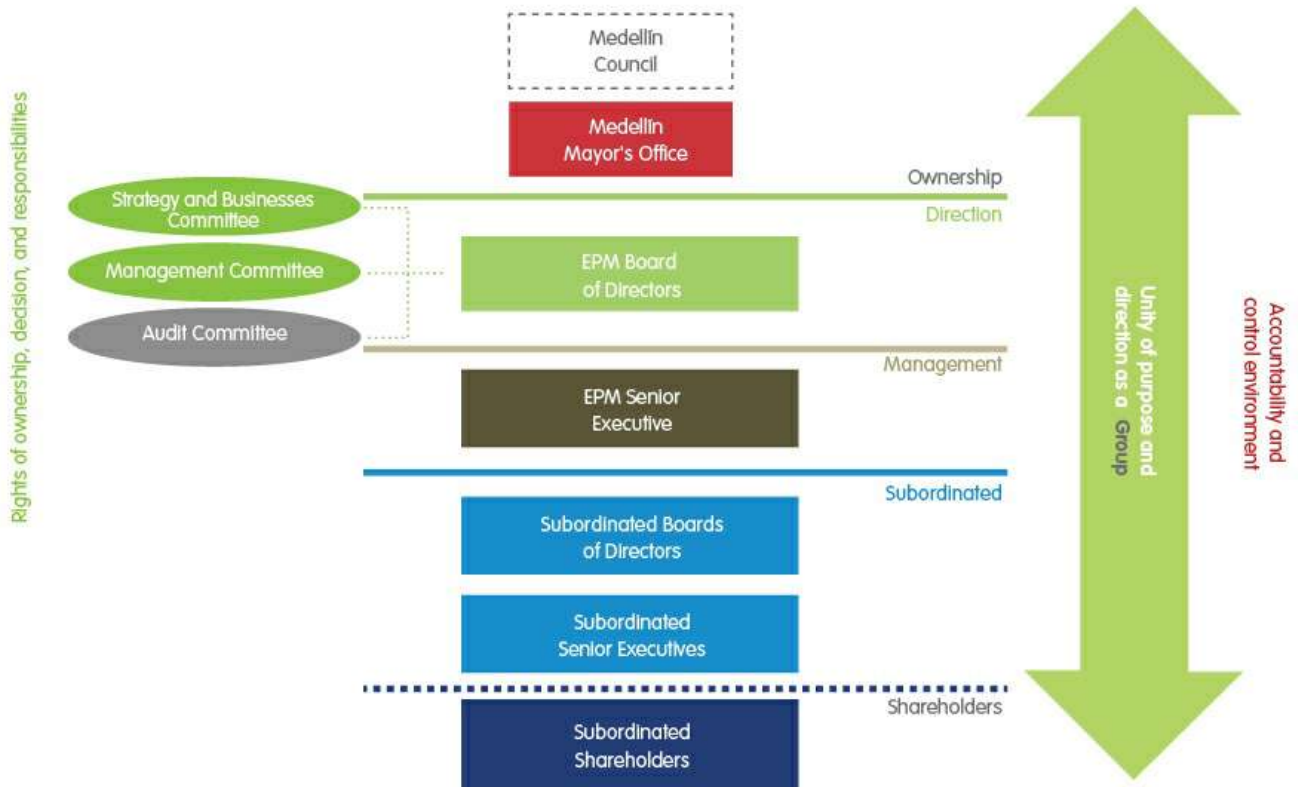 Rights of ownership, decision, and responsibilities
Medellín
Council
Medellín
Mayor's Office
Ownership
Direction
Strategy and Businesses
Committee
Management Committee
Audit Committee
EPM Board
of Directors
Management
EPM Senior
Executive
Subordinated
Subordinated Boards
of Directors
Subordinated
Senior Executives
Shareholders
Subordinated
Shareholders
Unity of purpose and
direction as a Group
Accountability and
control environment